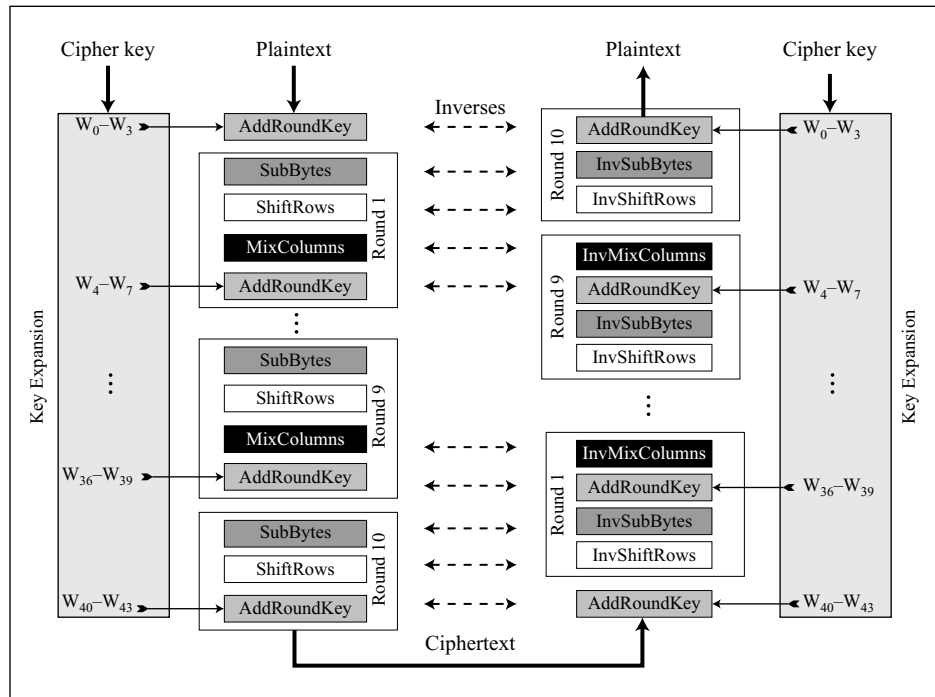 Cipher key
Plaintext
Plaintext
Cipher key
Inverses
W0–W3
AddRoundKey
SubBytes
ShiftRows
MixColumns
AddRoundKey
Round 1
W4–W7
⋯
SubBytes
ShiftRows
MixColumns
AddRoundKey
Round 9
W36–W39
SubBytes
ShiftRows
AddRoundKey
Round 10
W40–W43
Key Expansion
Ciphertext
AddRoundKey
InvSubBytes
InvShiftRows
Round 10
W0–W3
InvMixColumns
AddRoundKey
InvSubBytes
InvShiftRows
Round 9
W4–W7
InvMixColumns
AddRoundKey
InvSubBytes
InvShiftRows
Round 1
W36–W39
AddRoundKey
W40–W43
Key Expansion